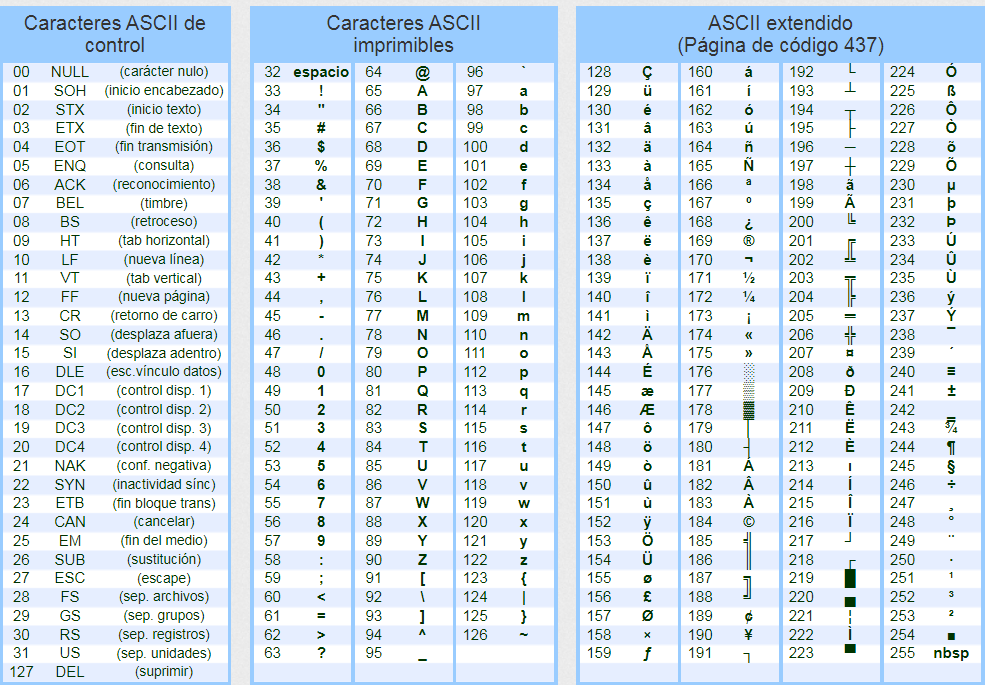 Caracteres ASCII de
control
00 NULL (carácter nulo)
01 SOH (inicio encabezado)
02 STX (inicio texto)
03 ETX (fin de texto)
04 EOT (fin transmisión)
05 ENQ (consulta)
06 ACK (reconocimiento)
07 BEL (timbre)
08 BS (retroceso)
09 HT (tab horizontal)
10 LF (nueva línea)
11 VT (tab vertical)
12 FF (nueva página)
13 CR (retorno de carro)
14 SO (desplaza afuera)
15 SI (desplaza adentro)
16 DLE (esc.vínculo datos)
17 DC1 (control disp. 1)
18 DC2 (control disp. 2)
19 DC3 (control disp. 3)
20 DC4 (control disp. 4)
21 NAK (conf. negativa)
22 SYN (inactividad sínc)
23 ETB (fin bloque trans)
24 CAN (cancelar)
25 EM (fin del medio)
26 SUB (sustitución)
27 ESC (escape)
28 FS (sep. archivos)
29 GS (sep. grupos)
30 RS (sep. registros)
31 US (sep. unidades)
127 DEL (suprimir)
Caracteres ASCII
imprimibles
32 espacio 64 @ 96 `
33 ! 65 A 97 a
34 " 66 B 98 b
35 # 67 C 99 c
36 $ 68 D 100 d
37 % 69 E 101 e
38 & 70 F 102 f
39 ' 71 G 103 g
40 ( 72 H 104 h
41 ) 73 I 105 i
42 * 74 J 106 j
43 + 75 K 107 k
44 , 76 L 108 l
45 - 77 M 109 m
46 . 78 N 110 n
47 / 79 O 111 o
48 0 80 P 112 p
49 1 81 Q 113 q
50 2 82 R 114 r
51 3 83 S 115 s
52 4 84 T 116 t
53 5 85 U 117 u
54 6 86 V 118 v
55 7 87 W 119 w
56 8 88 X 120 x
57 9 89 Y 121 y
58 : 90 Z 122 z
59 ; 91 [ 123 {
60 < 92 \ 124 |
61 = 93 ] 125 }
62 > 94 ^ 126 ~
63 ? 95 _
ASCII extendido
(Página de código 437)
128 Ç 160 á 192 └ 224 Ó
129 ü 161 í 193 ┴ 225 ß
130 é 162 ó 194 ┬ 226 Ô
131 â 163 ú 195 ├ 227 Ò
132 ä 164 ñ 196 ─ 228 õ
133 à 165 Ñ 197 ┼ 229 Õ
134 å 166 ª 198 ã 230 µ
135 ç 167 º 199 Ã 231 þ
136 ê 168 ¿ 200 ╚ 232 Þ
137 ë 169 ® 201 ╔ 233 Ú
138 è 170 ¬ 202 ╩ 234 Û
139 ï 171 ½ 203 ╦ 235 Ù
140 î 172 ¼ 204 ╠ 236 ý
141 ì 173 ¡ 205 ═ 237 Ý
142 Ä 174 « 206 ╬ 238 ¯
143 Å 175 » 207 ¤ 239 ´
144 É 176 ░ 208 ð 240 ≡
145 æ 177 ▒ 209 Ð 241 ±
146 Æ 178 ▓ 210 Ê 242 ‗
147 ô 179 │ 211 Ë 243 ¾
148 ö 180 ┤ 212 È 244 ¶
149 ò 181 Á 213 ı 245 §
150 û 182 Â 214 Í 246 ÷
151 ù 183 À 215 Î 247 ¸
152 ÿ 184 © 216 Ï 248 °
153 Ö 185 ╣ 217 ┘ 249 ¨
154 Ü 186 ║ 218 ┌ 250 ·
155 ø 187 ╗ 219 █ 251 ¹
156 £ 188 ╝ 220 ▄ 252 ³
157 Ø 189 ¢ 221 ¦ 253 ²
158 × 190 ¥ 222 Ì 254 ■
159 ƒ 191 ┐ 223 ▀ 255 nbsp